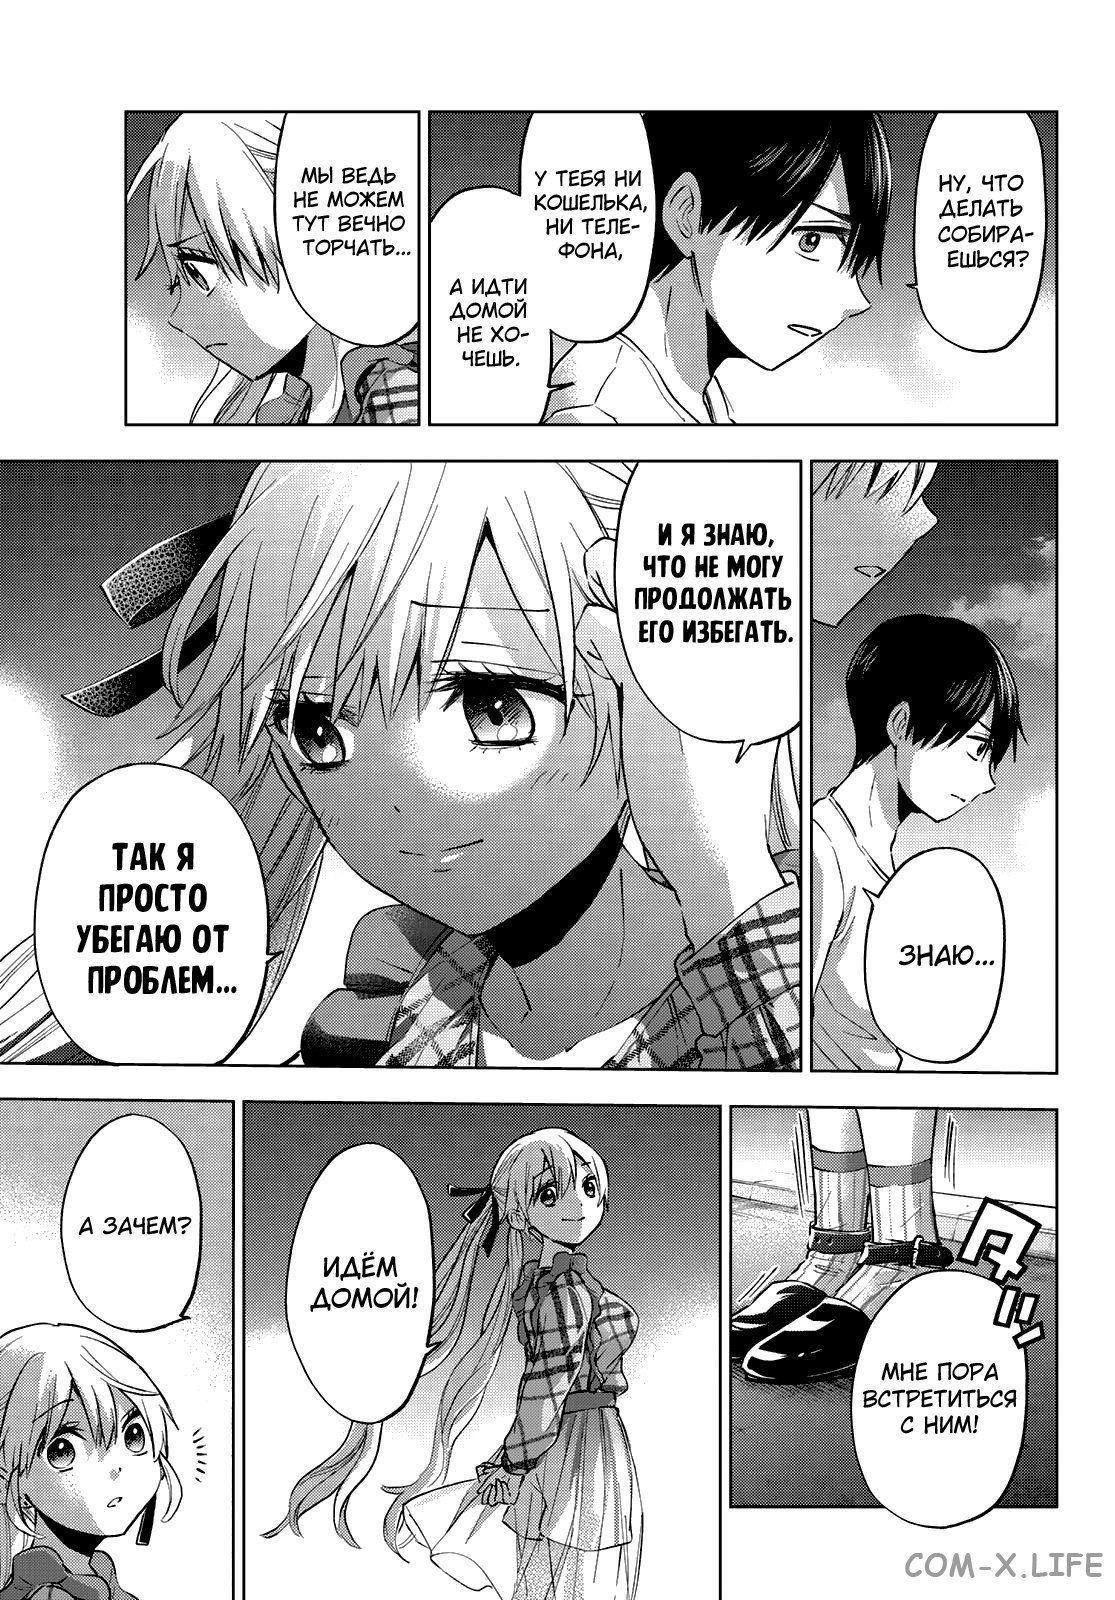 НУ, ЧТО
ДЕЛАТЬ
СОБИРА-
ЕШЬСЯ?
У ТЕБЯ НИ
КОШЕЛЬКА,
НИ ТЕЛЕ-
ФОНА,
А ИДТИ
ДОМОЙ
НЕ ХО-
ЧЕШЬ.
МЫ ВЕДЬ
НЕ МОЖЕМ
ТУТ ВЕЧНО
ТОРЧАТЬ...
ЗНАЮ...
И Я ЗНАЮ,
ЧТО НЕ МОГУ
ПРОДОЛЖАТЬ
ЕГО ИЗБЕГАТЬ.
ТАК Я
ПРОСТО
УБЕГАЮ ОТ
ПРОБЛЕМ...
МНЕ ПОРА
ВСТРЕТИТЬСЯ
С НИМ!
ИДЁМ
ДОМОЙ!
А ЗАЧЕМ?
COM-X.LIFE